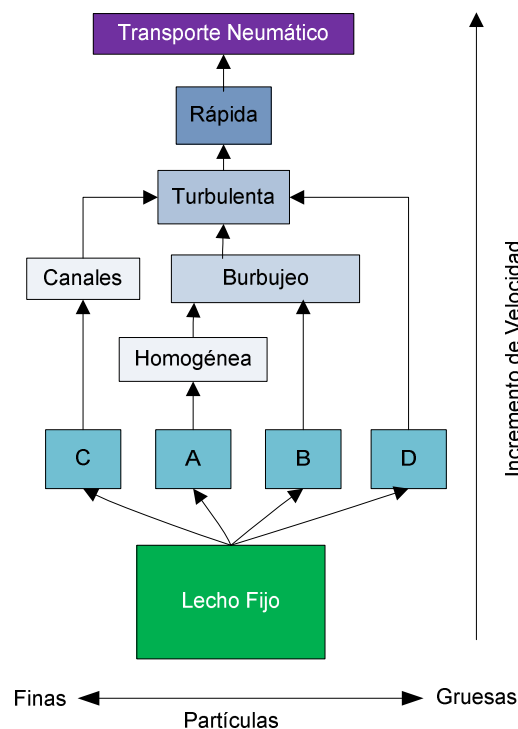 Transporte Neumático
Rápida
Turbulenta
Canales
Burbujeo
Homogénea
C
A
B
D
Lecho Fijo
Incremento de Velocidad
Finas
Gruesas
Partículas